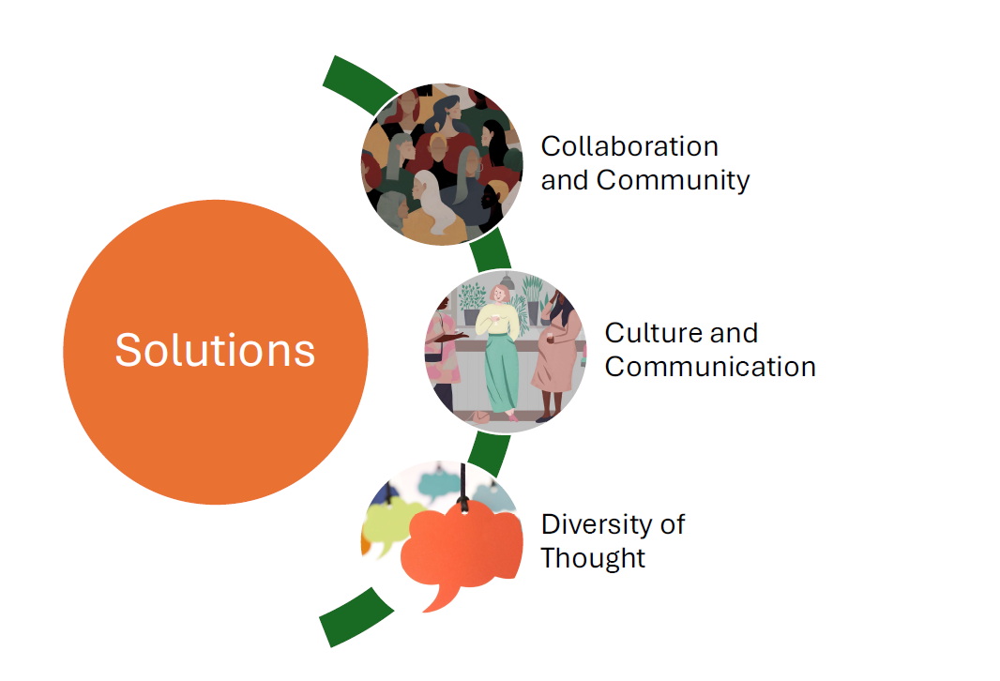 Solutions
Collaboration
and Community
Culture and
Communication
Diversity of
Thought